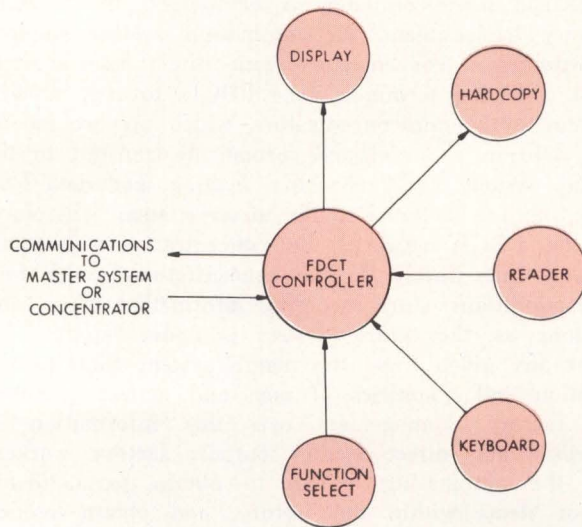 DISPLAY
HARDCOPY
COMMUNICATIONS
TO
MASTER SYSTEM
OR
CONCENTRATOR
FDCT
CONTROLLER
READER
KEYBOARD
FUNCTION
SELECT